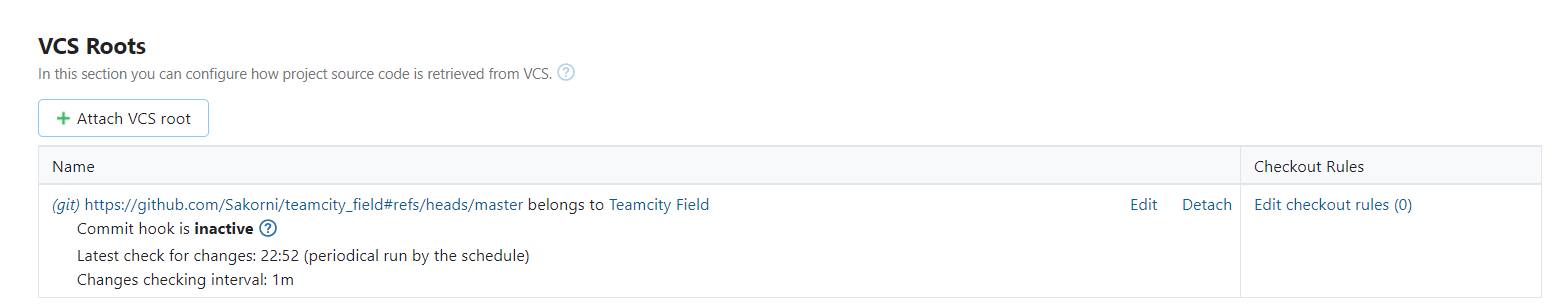 VCS Roots
In this section you can configure how project source code is retrieved from VCS. ?
+ Attach VCS root
Name Checkout Rules
(git) https://github.com/Sakorni/teamcity_field#refs/heads/master belongs to Teamcity Field Edit Detach Edit checkout rules (0)
Commit hook is inactive ?
Latest check for changes: 22:52 (periodical run by the schedule)
Changes checking interval: 1m